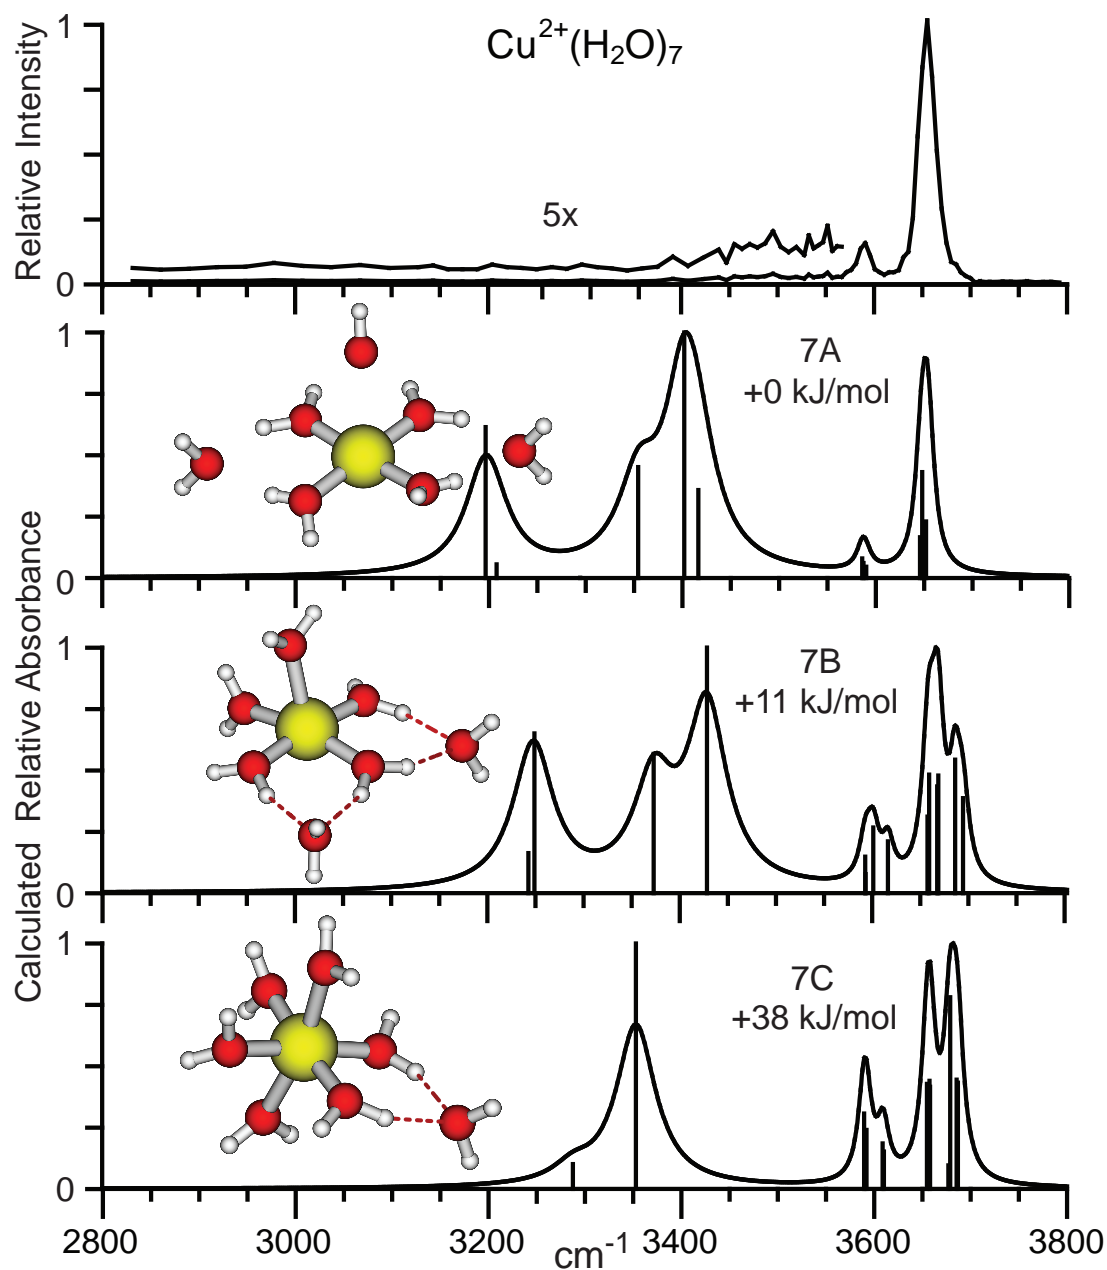 Cu²⁺(H₂O)₇
Relative Intensity
1
0
5x
7A
+0 kJ/mol
1
0
7B
+11 kJ/mol
1
0
7C
+38 kJ/mol
1
0
Calculated Relative Absorbance
2800 3000 3200 3400 3600 3800
cm⁻¹